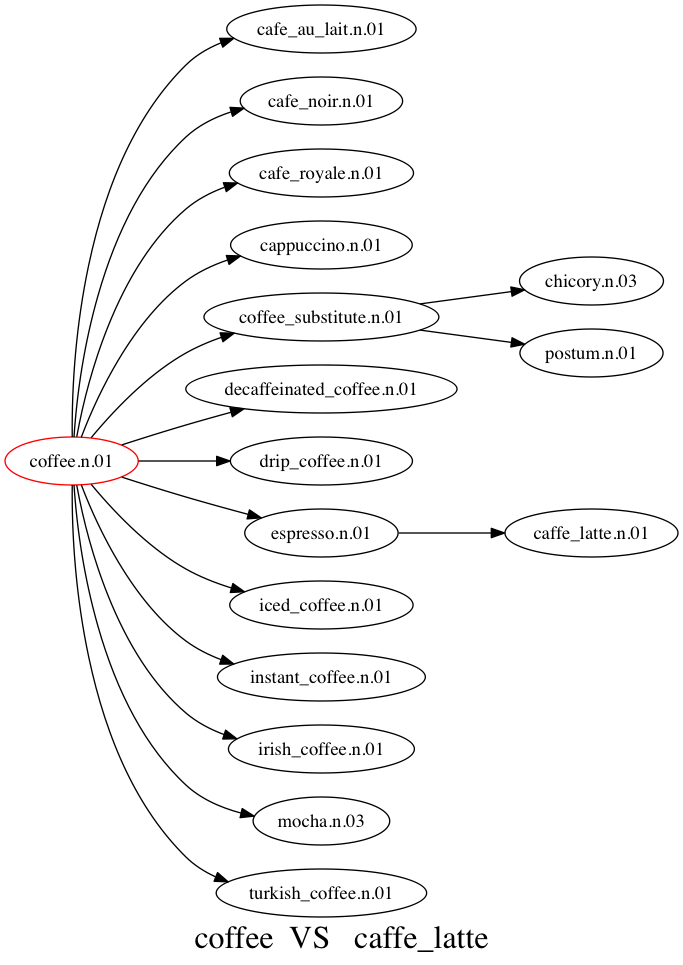 cafe_au_lait.n.01
cafe_noir.n.01
cafe_royale.n.01
cappuccino.n.01
chicory.n.03
coffee_substitute.n.01
postum.n.01
decaffeinated_coffee.n.01
coffee.n.01
drip_coffee.n.01
espresso.n.01
caffe_latte.n.01
iced_coffee.n.01
instant_coffee.n.01
irish_coffee.n.01
mocha.n.03
turkish_coffee.n.01
coffee VS caffe_latte